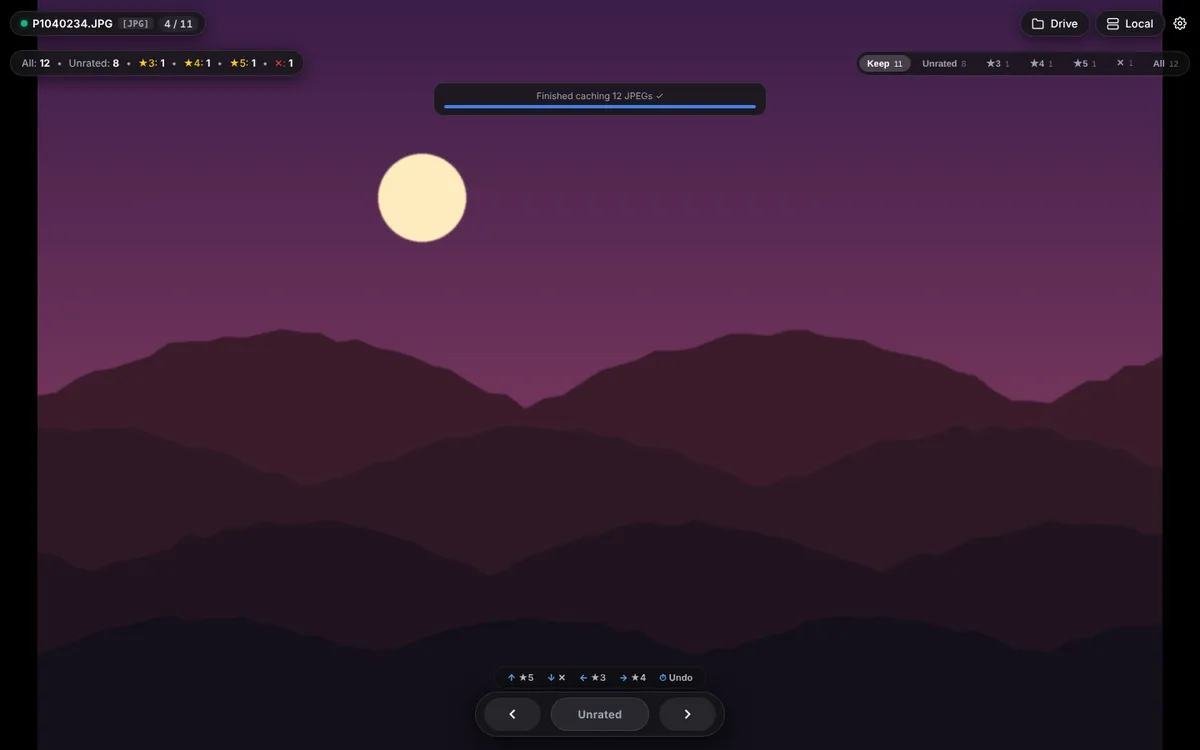 P1040234.JPG [JPG] 4 / 11
Drive Local
All: 12 • Unrated: 8 • ★3: 1 • ★4: 1 • ★5: 1 • ✕: 1
Keep 11 Unrated 8 ★3 1 ★4 1 ★5 1 ✕ 1 All 12
Finished caching 12 JPEGs ✓
↑ ★5 ↓ ✕ ← ★3 → ★4 Undo
Unrated